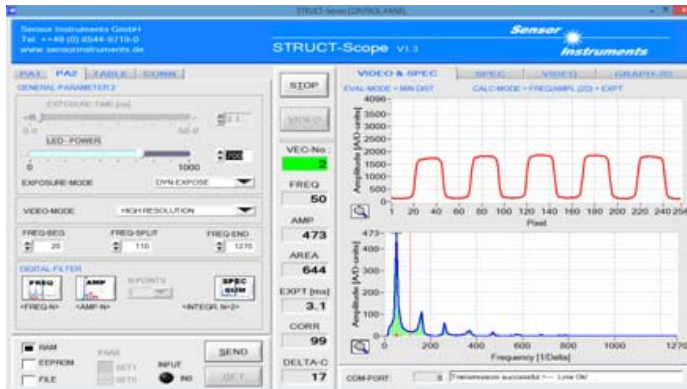 STRUCT-Scope CONTROL-PANEL
Sensor Instruments GmbH
Tel. ++49 (0) 8544-9719-0
www.sensorinstruments.de
STRUCT-Scope V1.3
Sensor
Instruments
PA1 PA2 TABLE CONN
GENERAL-PARAMETER 2
EXPOSURE-TIME [ms]
0.0 50.0
LED-POWER
0 1000
700
EXPOSURE-MODE DYN-EXPOSE
VIDEO-MODE HIGH RESOLUTION
FREQ-BEG FREQ-SPLIT FREQ-END
20 110 1270
DIGITAL-FILTER
FREQ AMP N-POINTS SPEC SUM
<FREQ-N> <AMP-N> <INTEGR. N=2>
RAM
EEPROM
FILE
PARA
SET1
SET0
INPUT
IN0
SEND
GET
STOP
VIDEO
VEC-No.:
2
FREQ
50
AMP
473
AREA
644
EXPT [ms]
3.1
CORR
99
DELTA-C
17
VIDEO & SPEC SPEC VIDEO GRAPH-2D
EVAL-MODE = MIN DIST CALC-MODE = FREQ/AMPL (2D) + EXPT
Amplitude [A/D-units]
4096
3500
3000
2500
2000
1500
1000
500
0
1 20 40 60 80 100 120 140 160 180 200 220 240 256
Pixel
Amplitude [A/D-units]
473
400
300
200
100
0
0 200 400 600 800 1000 1270
Frequency [1/Delta]
COM-PORT: 8 Transmission successful <-- Line Ok!